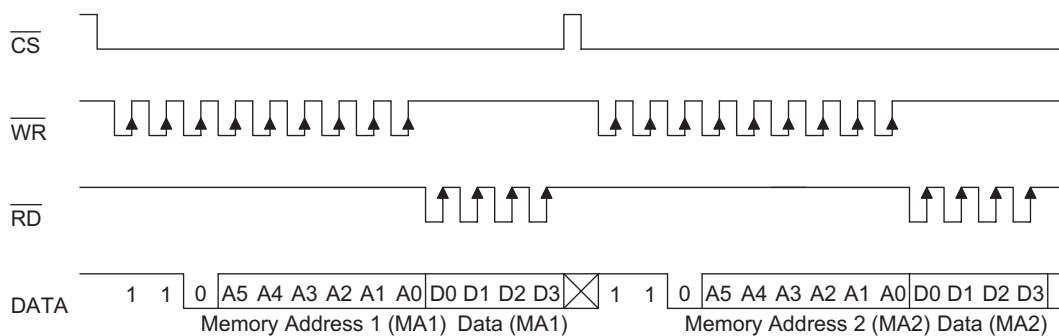 CS
WR
RD
DATA 1 1 0 A5 A4 A3 A2 A1 A0 D0 D1 D2 D3 1 1 0 A5 A4 A3 A2 A1 A0 D0 D1 D2 D3
Memory Address 1 (MA1) Data (MA1) Memory Address 2 (MA2) Data (MA2)